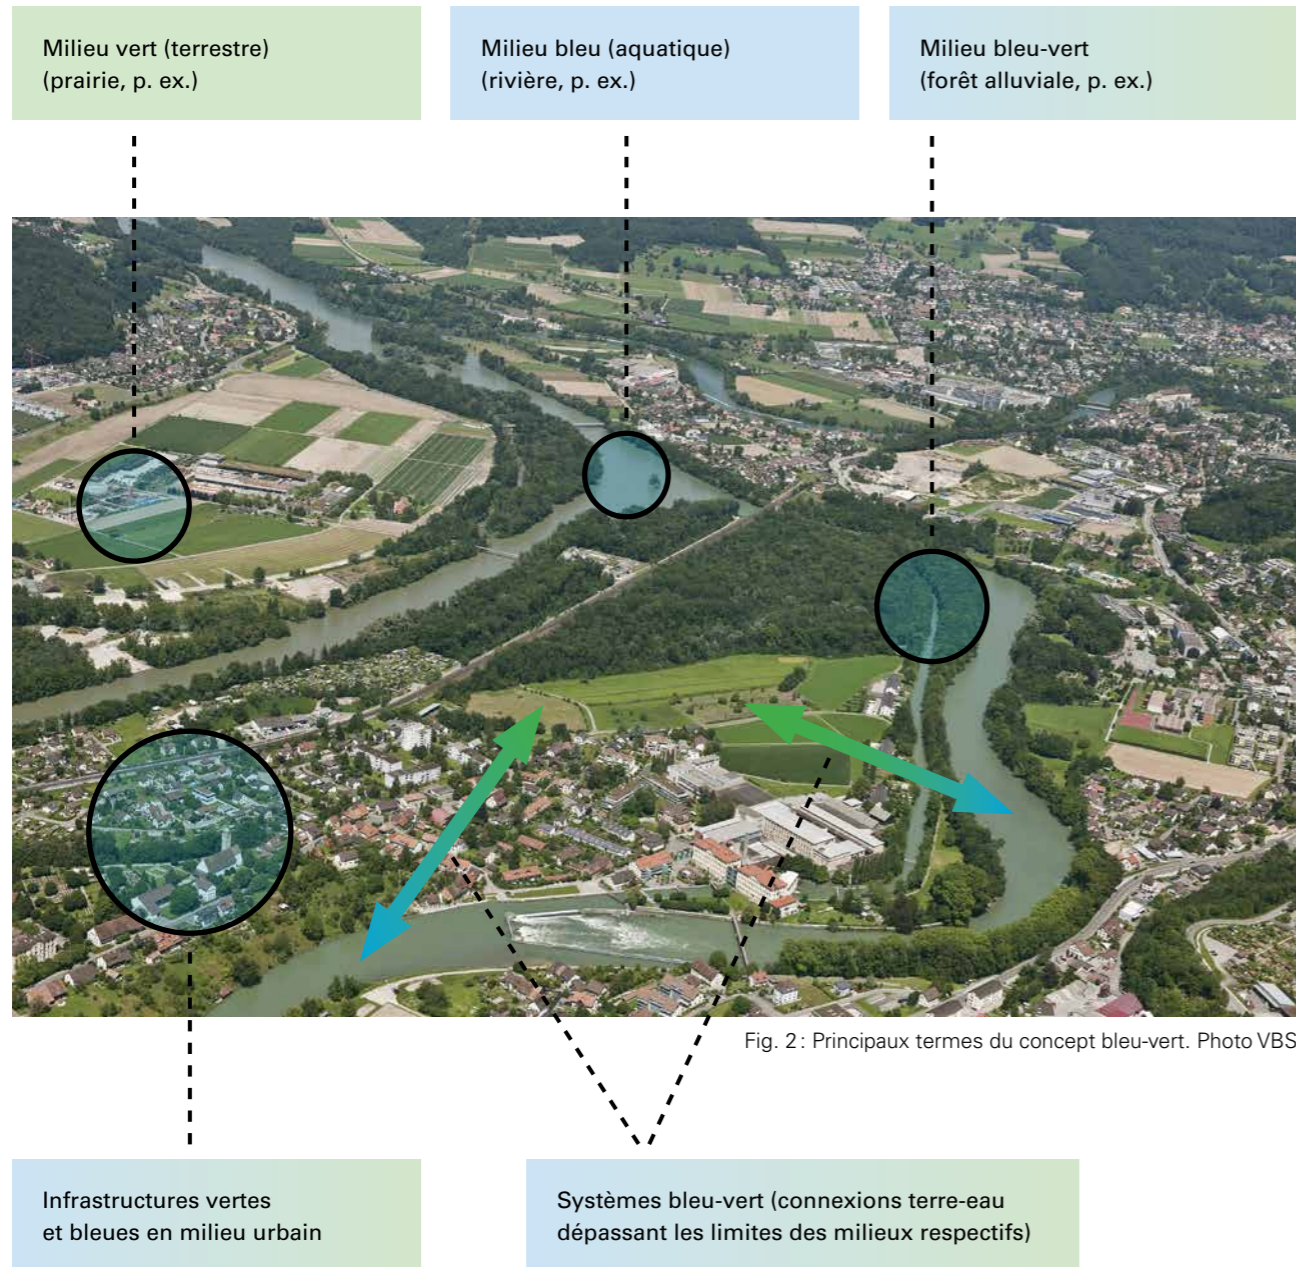 Milieu vert (terrestre)
(prairie, p. ex.)
Milieu bleu (aquatique)
(rivière, p. ex.)
Milieu bleu-vert
(forêt alluviale, p. ex.)
Fig. 2 : Principaux termes du concept bleu-vert. Photo VBS
Infrastructures vertes
et bleues en milieu urbain
Systèmes bleu-vert (connexions terre-eau
dépassant les limites des milieux respectifs)